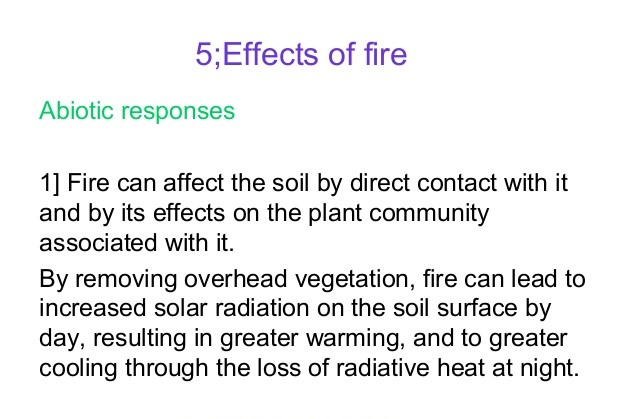 5;Effects of fire
Abiotic responses
1] Fire can affect the soil by direct contact with it
and by its effects on the plant community
associated with it.
By removing overhead vegetation, fire can lead to
increased solar radiation on the soil surface by
day, resulting in greater warming, and to greater
cooling through the loss of radiative heat at night.